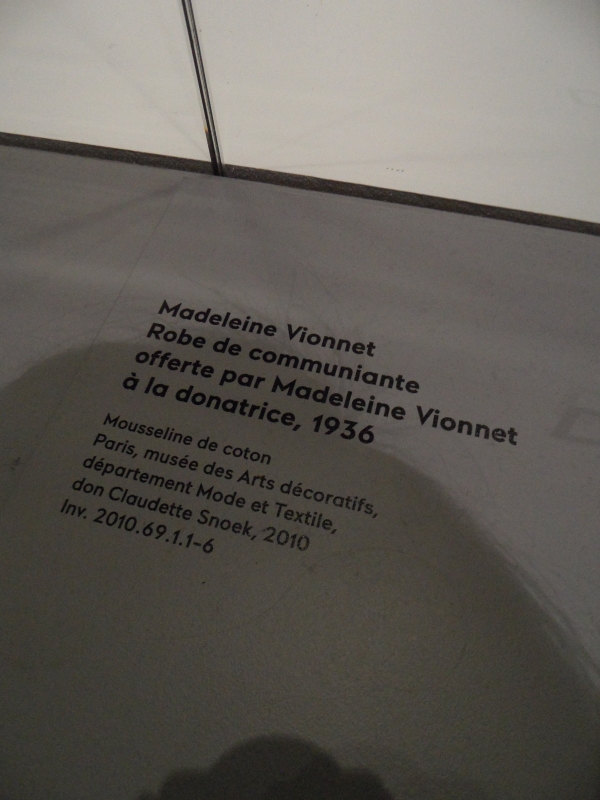 Madeleine Vionnet
Robe de communiante
offerte par Madeleine Vionnet
à la donatrice, 1936
Mousseline de coton
Paris, musée des Arts décoratifs,
département Mode et Textile,
don Claudette Snoek, 2010
Inv. 2010.69.1.1-6